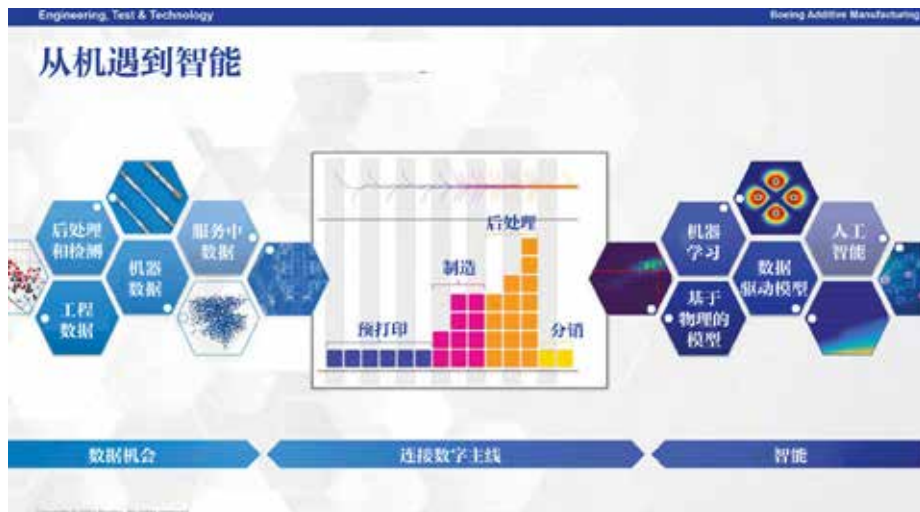 Engineering, Test & Technology
Boeing Additive Manufacturing
从机遇到智能
后处理
和检测
服务中
数据
机器
数据
工程
数据
后处理
制造
预打印
分销
机器
学习
人工
智能
数据
驱动模型
基于
物理的
模型
数据机会
连接数字主线
智能